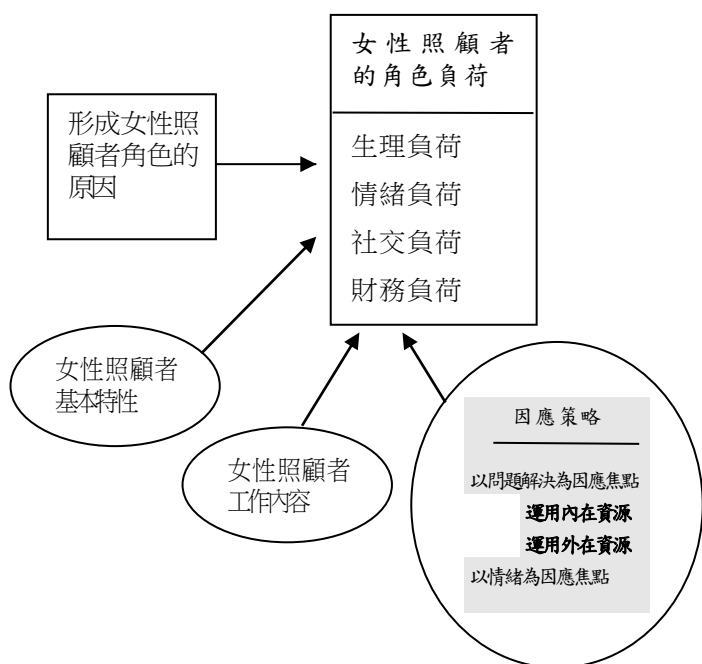 女性照顧者
的角色負荷
生理負荷
情緒負荷
社交負荷
財務負荷
形成女性照
顧者角色的
原因
女性照顧者
基本特性
女性照顧者
工作內容
因應策略
以問題解決為因應焦點
運用內在資源
運用外在資源
以情緒為因應焦點